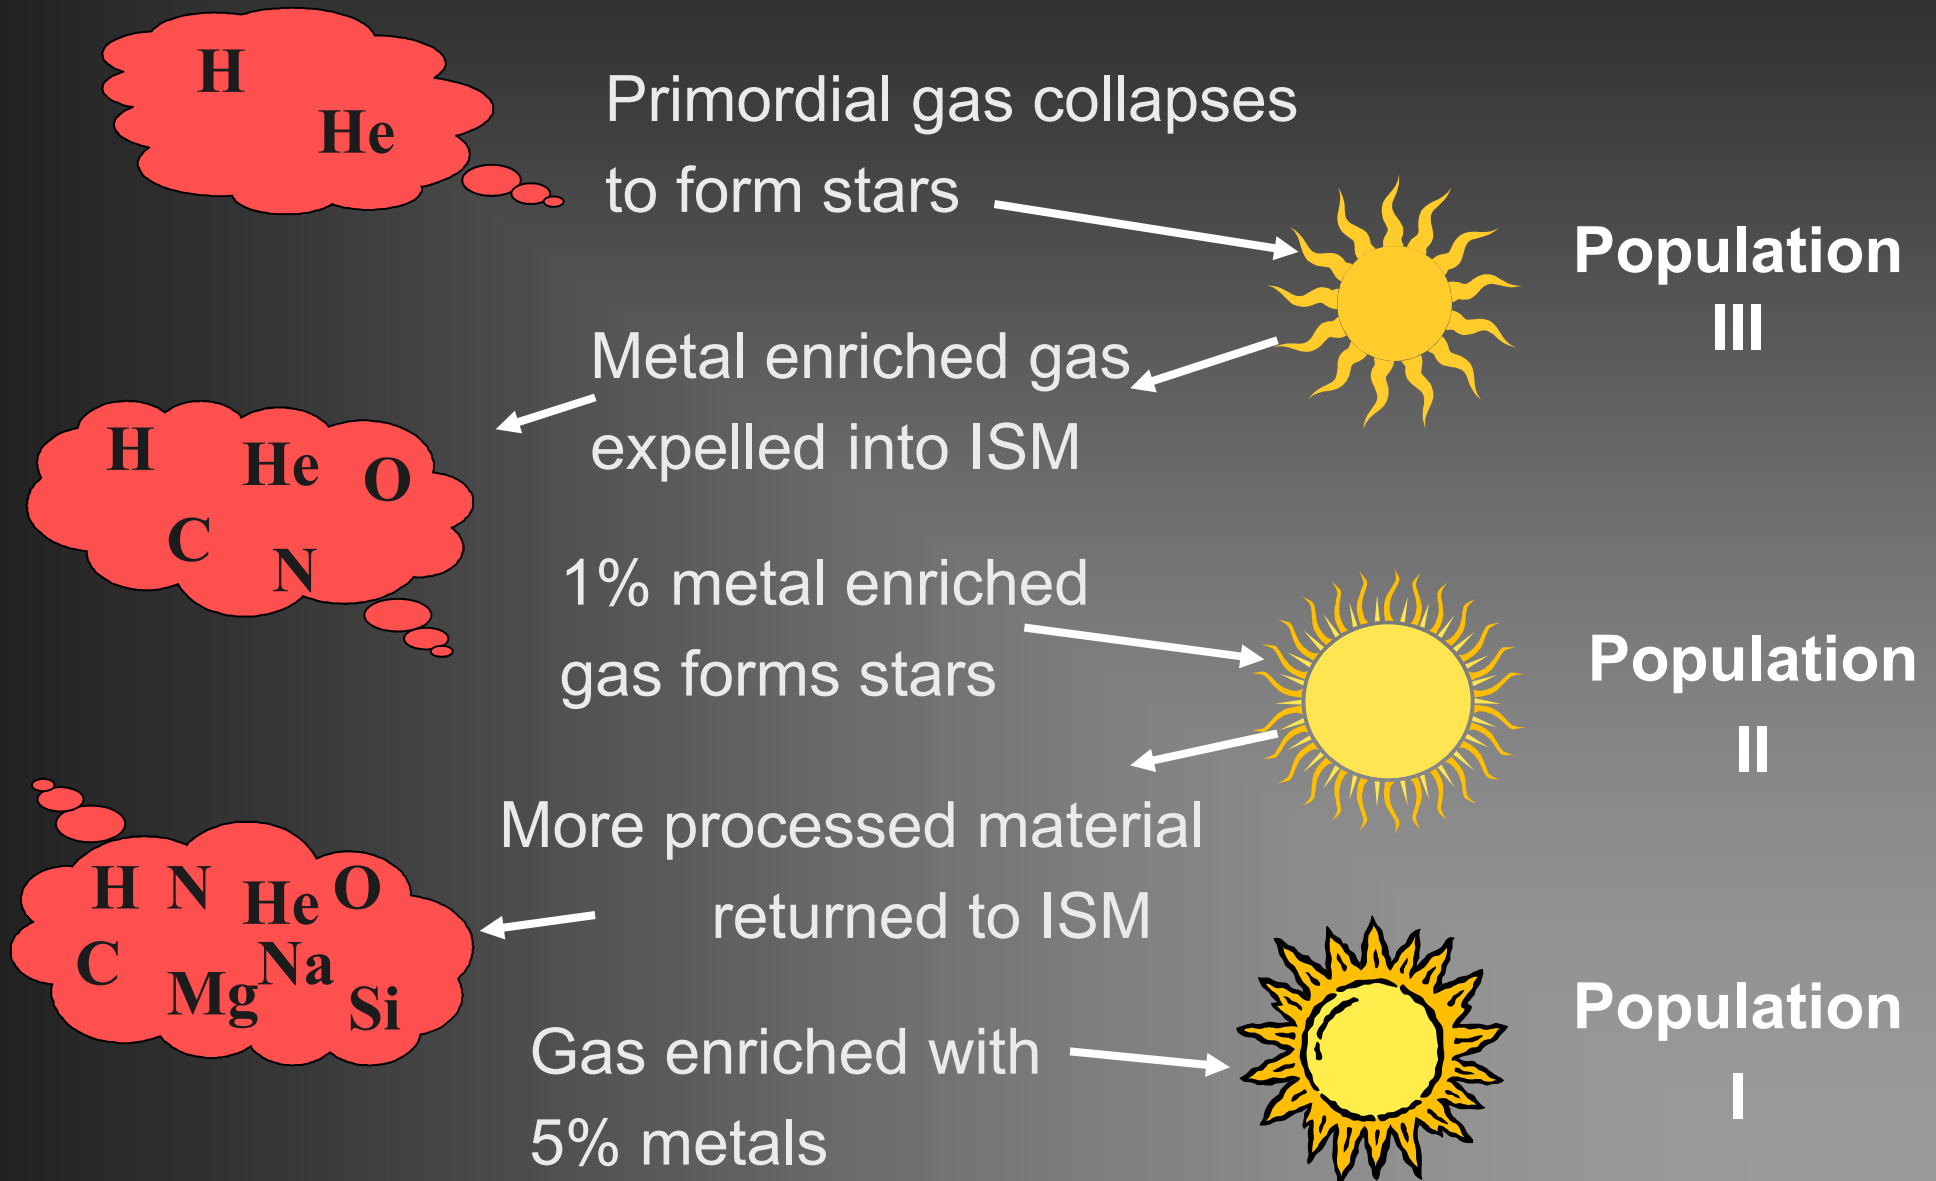 H
He
Primordial gas collapses
to form stars
Population
III
Metal enriched gas
expelled into ISM
H He O
C N
1% metal enriched
gas forms stars
Population
II
More processed material
returned to ISM
H N He O
C Mg Na Si
Gas enriched with
5% metals
Population
I